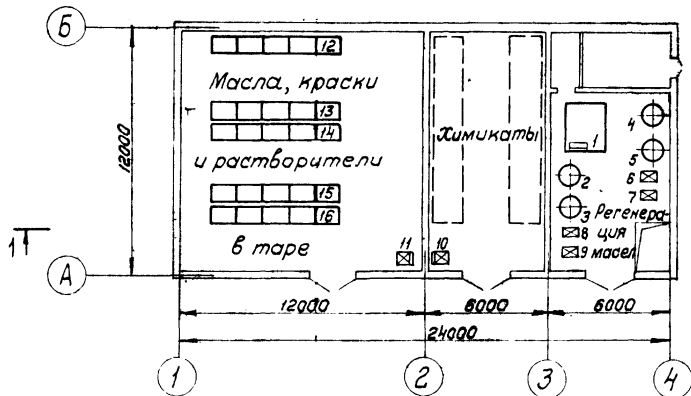 Б
12
Масла, краски
13
14
12000
Химикаты
1
4
5
2
6
и растворители
7
15
16
3 Регенера-
8 ция
9 масел
в таре
11
10
1
А
12000
6000
6000
24000
1
2
3
4